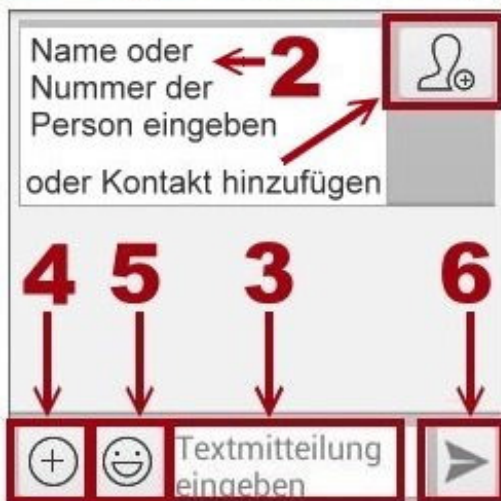 Name oder
2
Nummer der
Person eingeben
oder Kontakt hinzufügen
4 5 3 6
Textmitteilung
eingeben